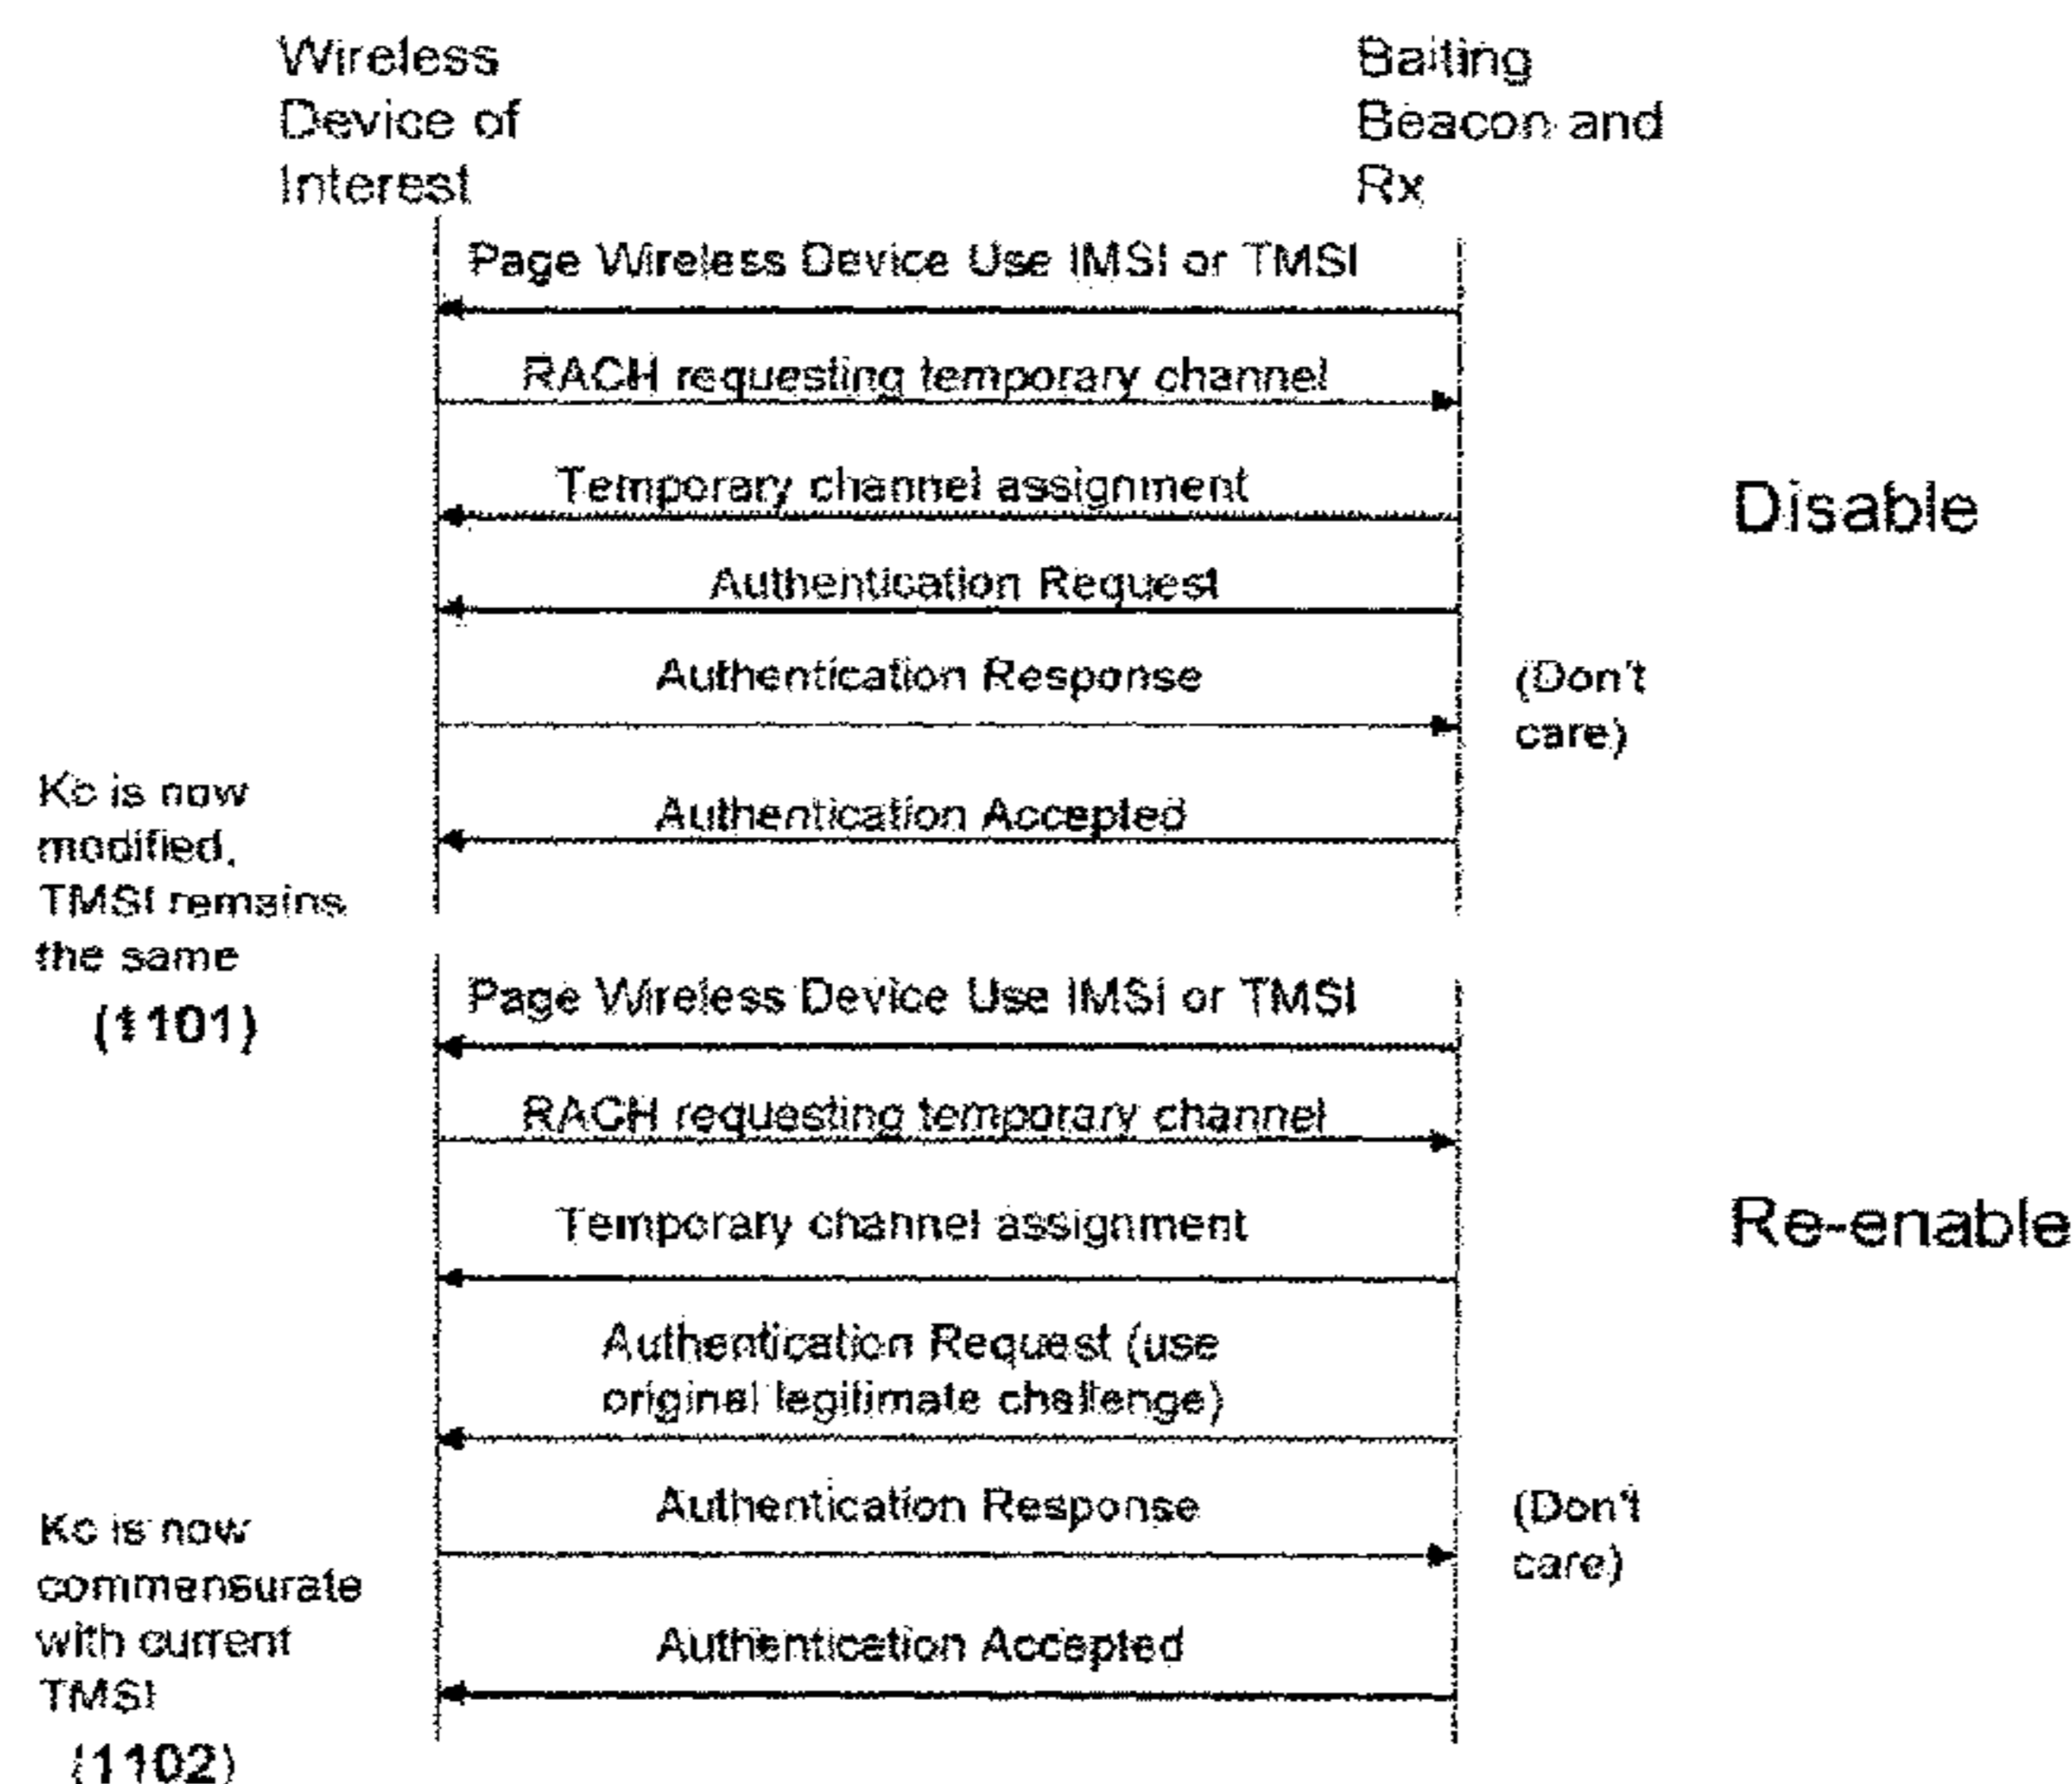 Wireless
Device of
Interest
Baiting
Beacon and
Rx
Page Wireless Device Use IMSI or TMSI
RACH requesting temporary channel
Temporary channel assignment
Disable
Authentication Request
Authentication Response
(Don't
care)
Kc is now
modified,
TMSI remains
the same
(1101)
Authentication Accepted
Page Wireless Device Use IMSI or TMSI
RACH requesting temporary channel
Temporary channel assignment
Re-enable
Authentication Request (use
original legitimate challenge)
Authentication Response
(Don't
care)
Kc is now
commensurate
with current
TMSI
(1102)
Authentication Accepted